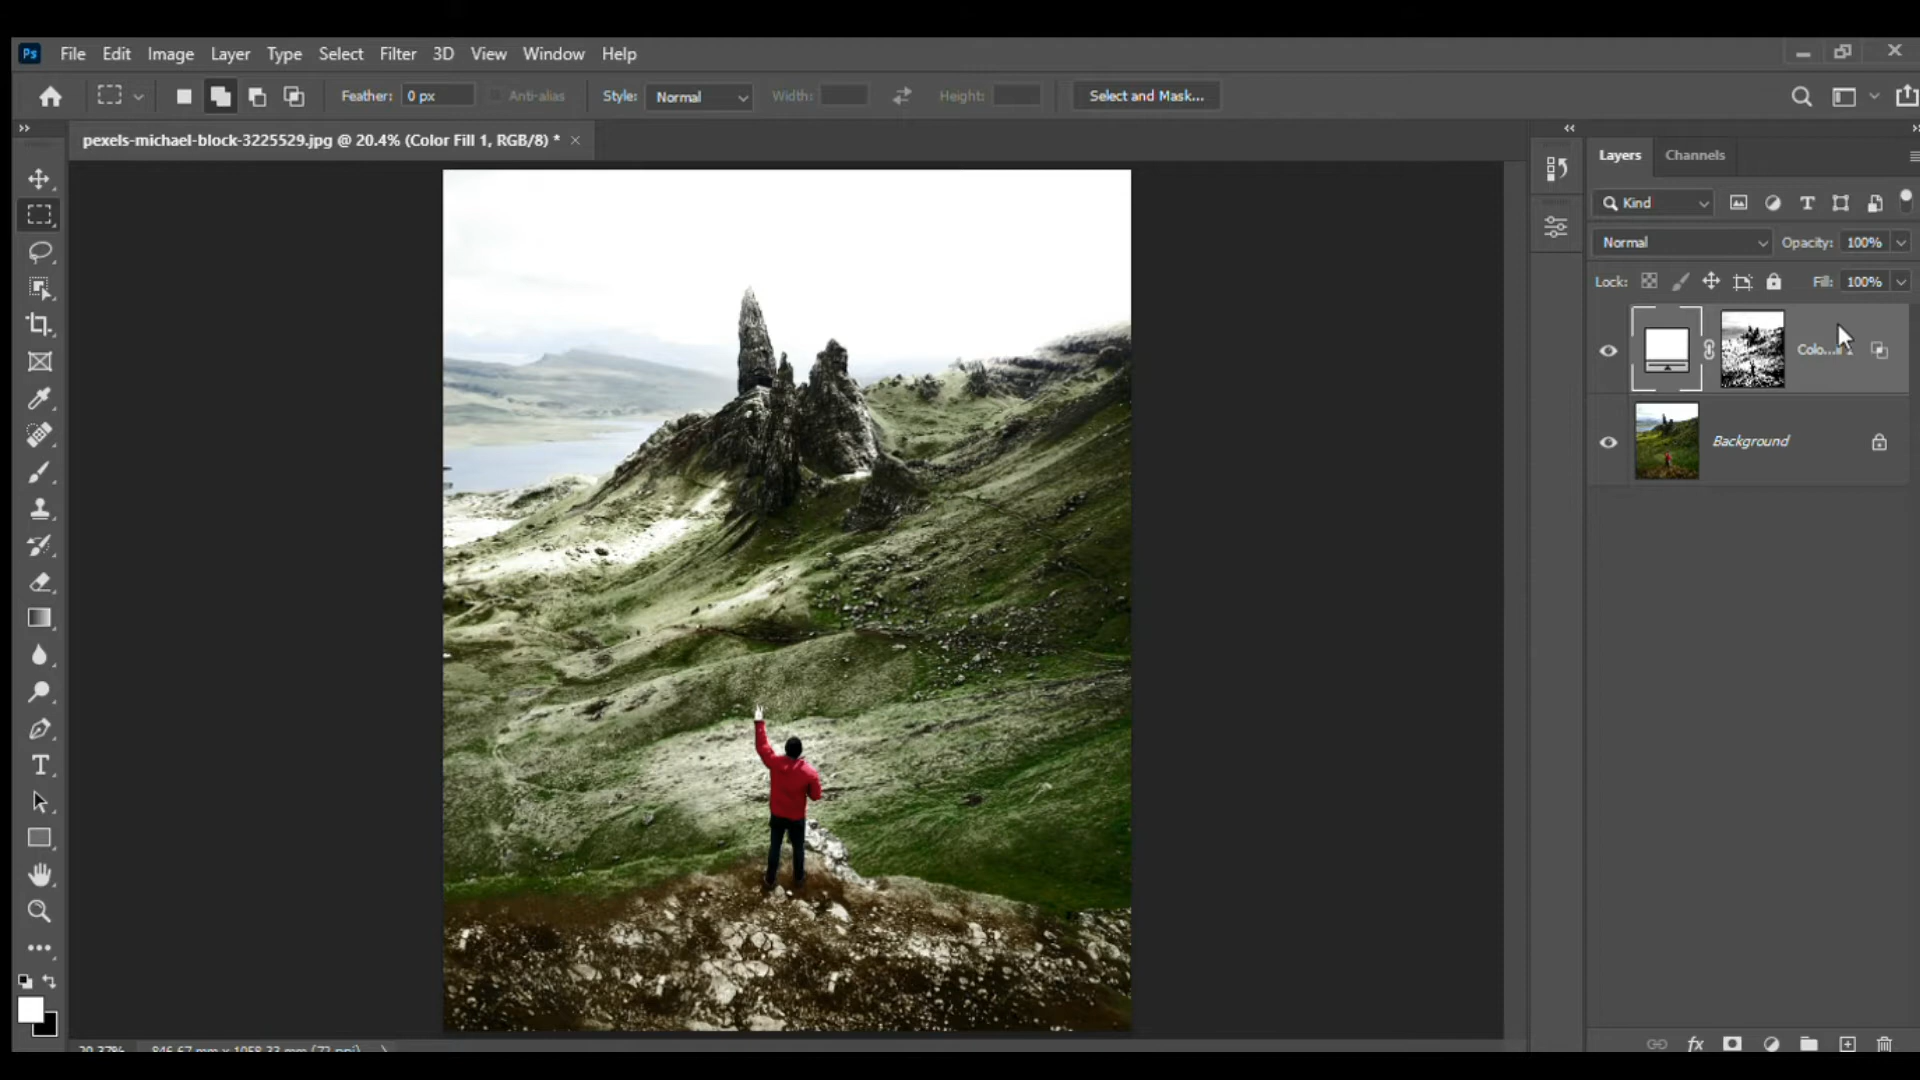 Ps File Edit Image Layer Type Select Filter 3D View Window Help
Feather: 0 px Anti-alias Style: Normal Width: Height: Select and Mask...
pexels-michael-block-3225529.jpg @ 20.4% (Color Fill 1, RGB/8) * ×
Layers Channels
Kind
Normal Opacity: 100%
Lock: Fill: 100%
Background
20.37% 846.67 mm x 1058.33 mm (72 ppi)
fx